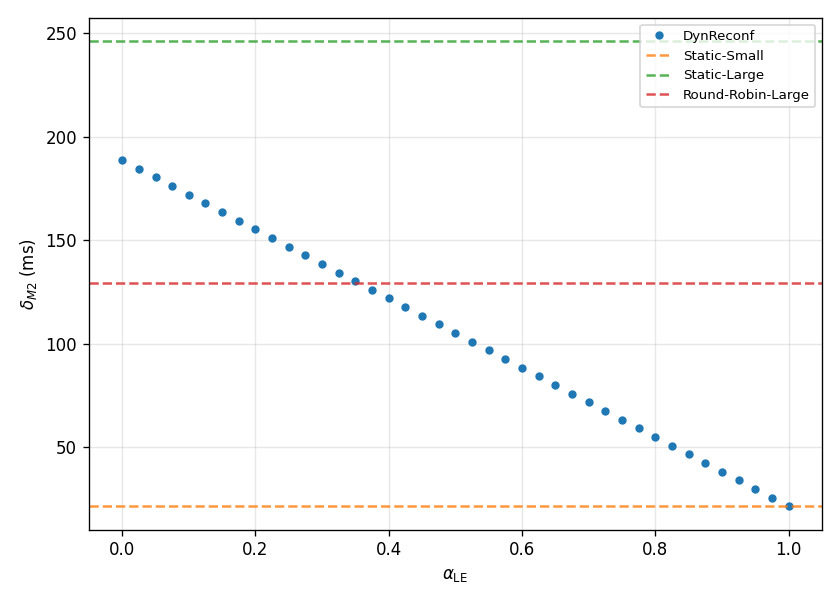 250
200
150
100
50
δM2 (ms)
DynReconf
Static-Small
Static-Large
Round-Robin-Large
0.0 0.2 0.4 0.6 0.8 1.0
αLE